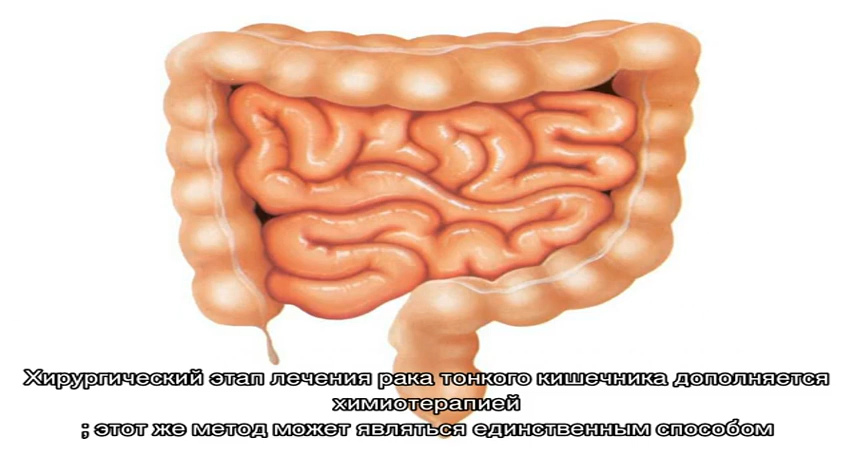 Хирургический этап лечения рака тонкого кишечника дополняется
химиотерапией
; этот же метод может являться единственным способом